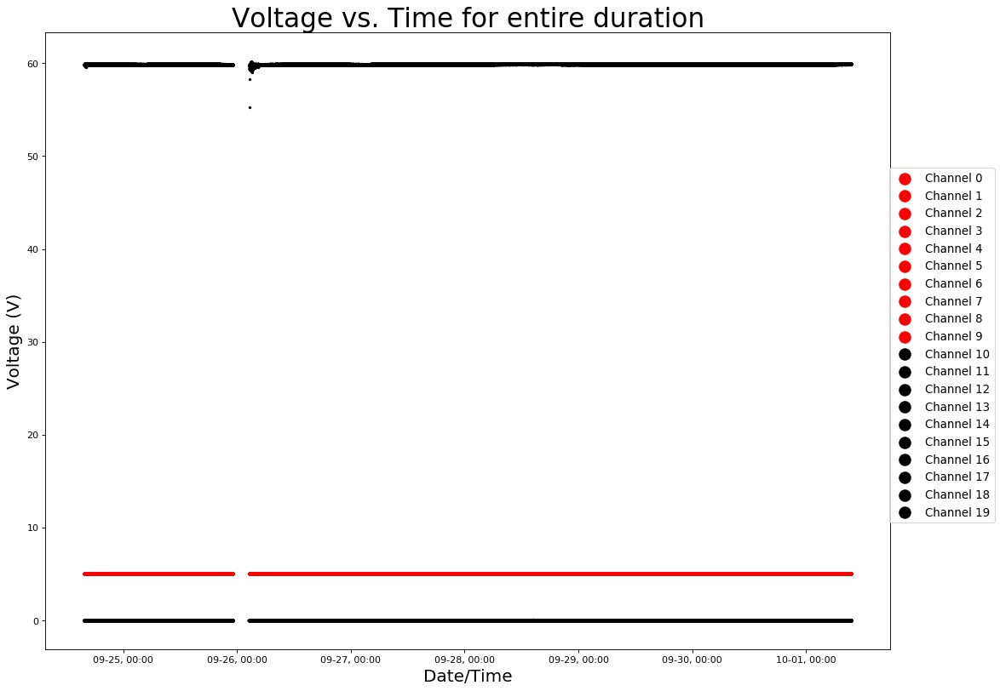 Voltage vs. Time for entire duration
Voltage (V)
60
50
40
30
20
10
0
09-25, 00:00
09-26, 00:00
09-27, 00:00
09-28, 00:00
09-29, 00:00
09-30, 00:00
10-01, 00:00
Date/Time
Channel 0
Channel 1
Channel 2
Channel 3
Channel 4
Channel 5
Channel 6
Channel 7
Channel 8
Channel 9
Channel 10
Channel 11
Channel 12
Channel 13
Channel 14
Channel 15
Channel 16
Channel 17
Channel 18
Channel 19